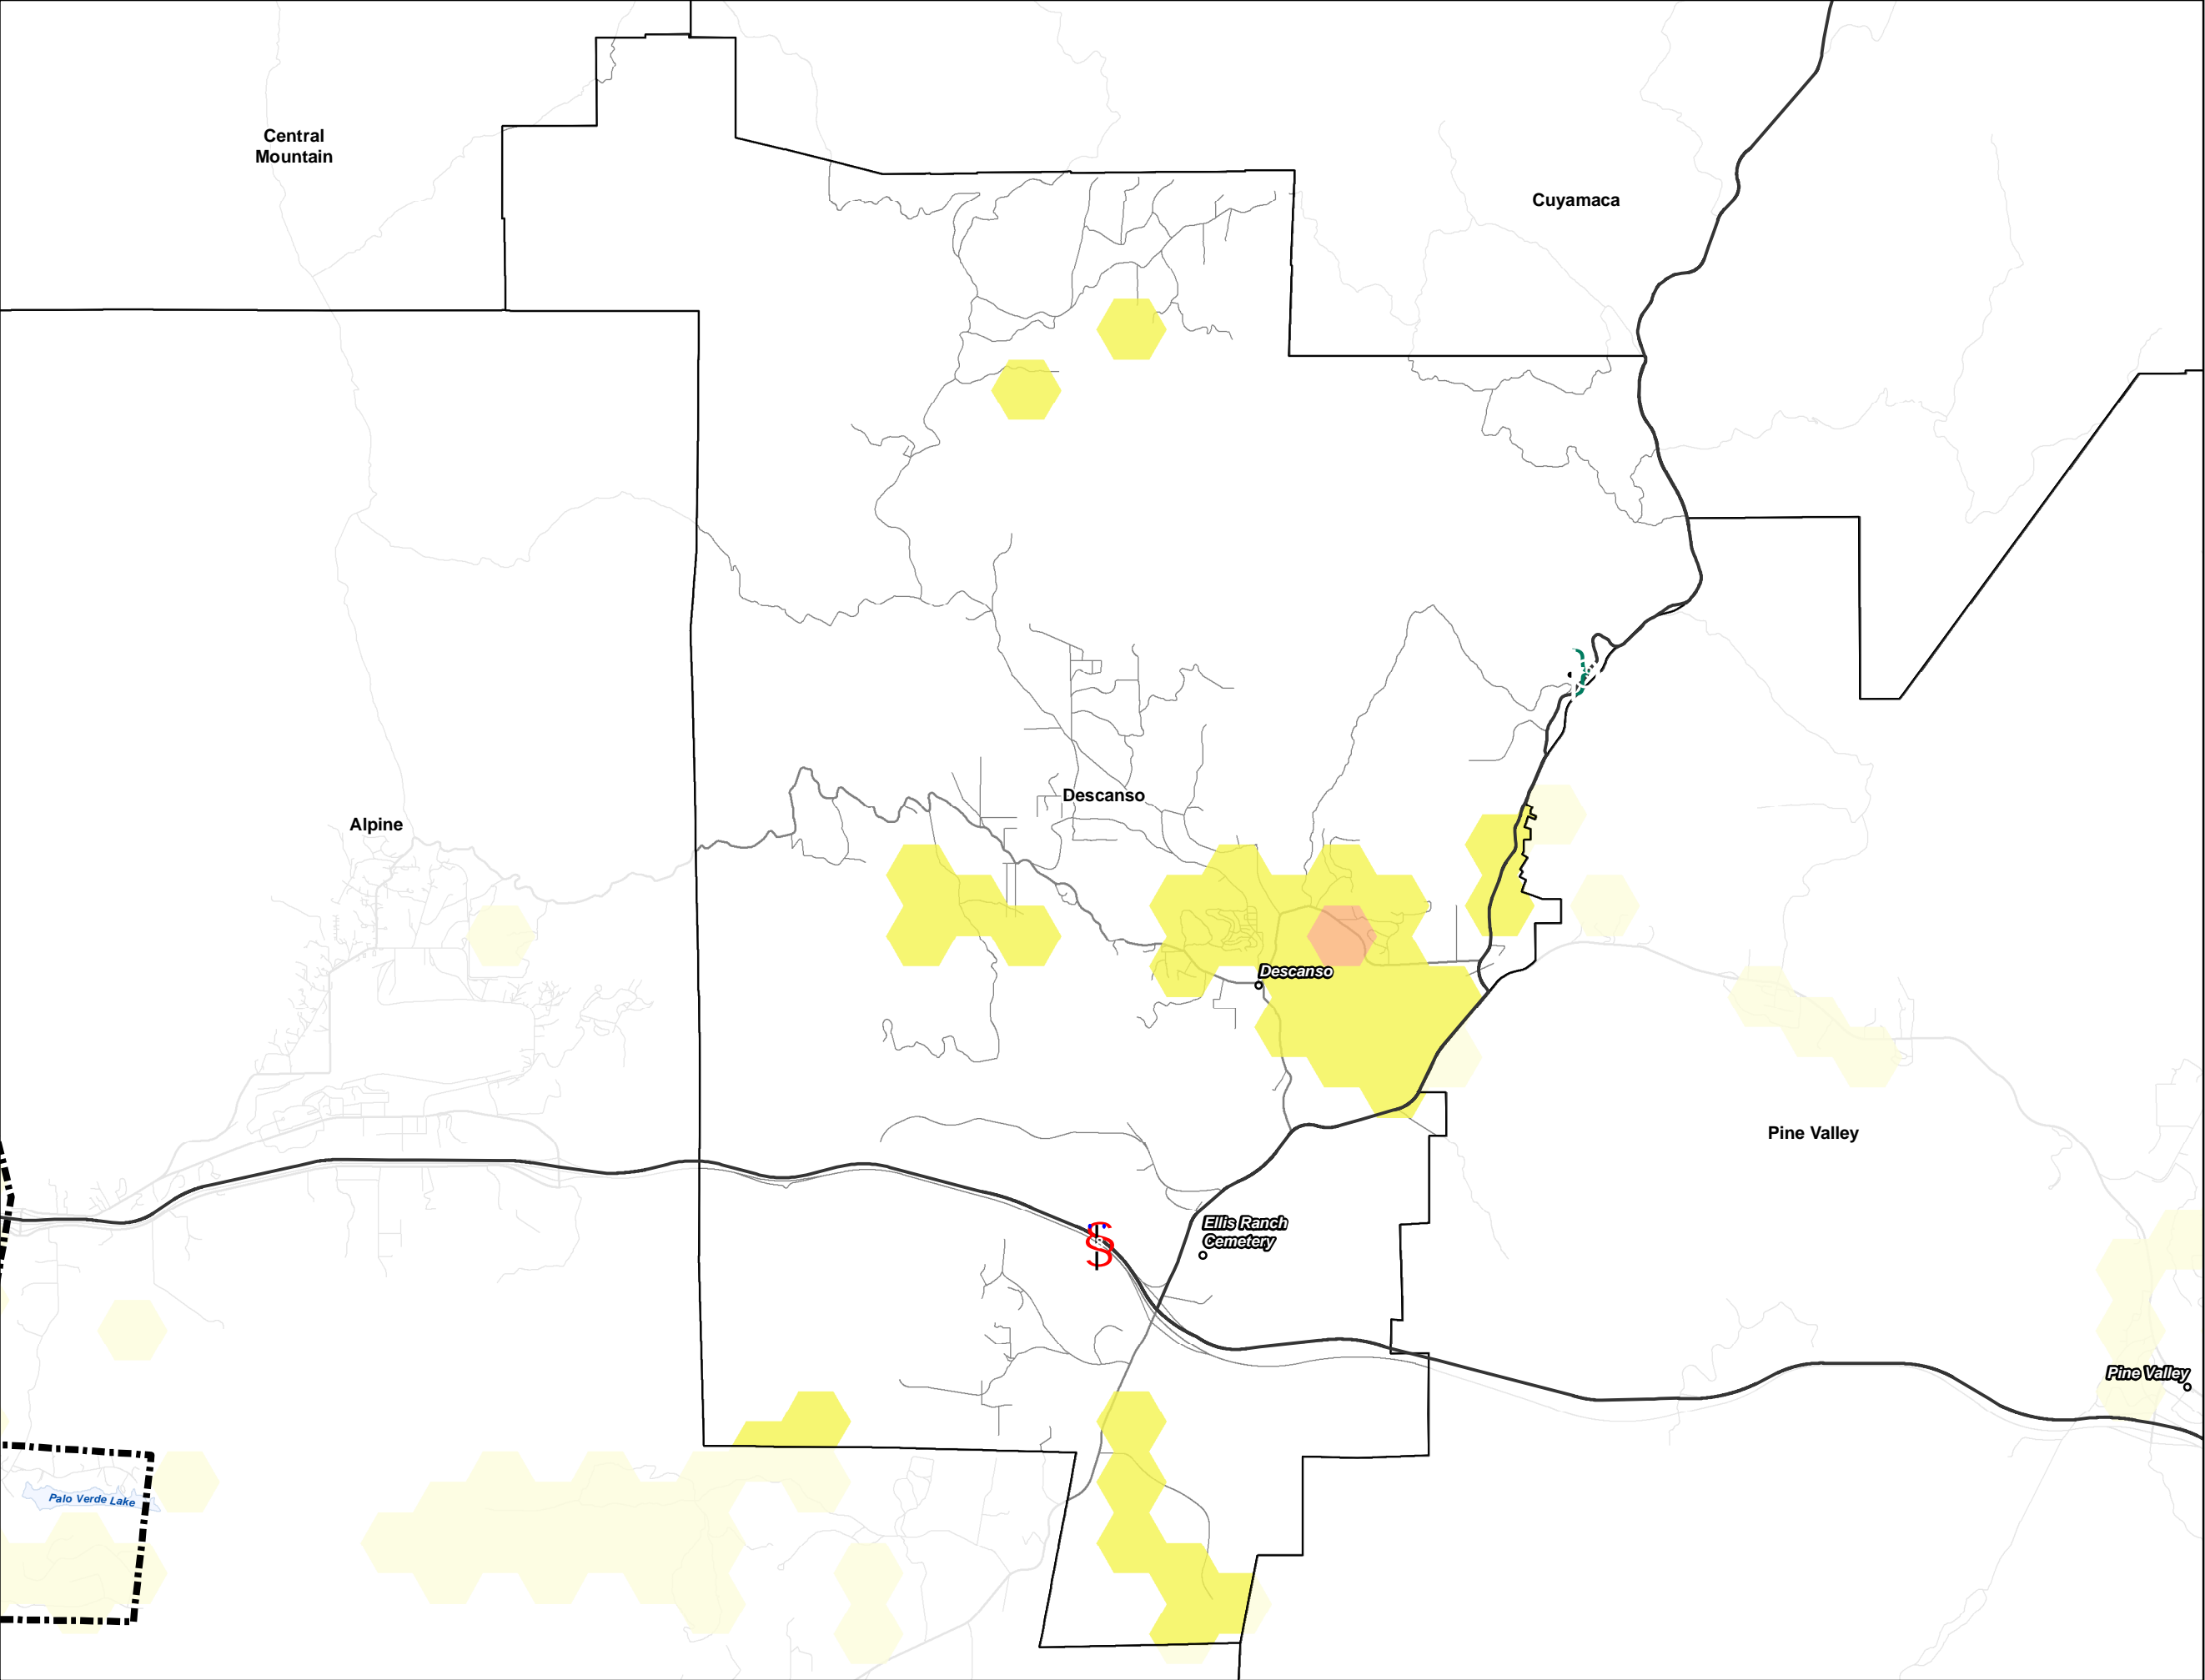 Central
Mountain
Cuyamaca
Descanso
Alpine
Descanso
Pine Valley
Ellis Ranch
Cemetery
§
Pine Valley
Palo Verde Lake